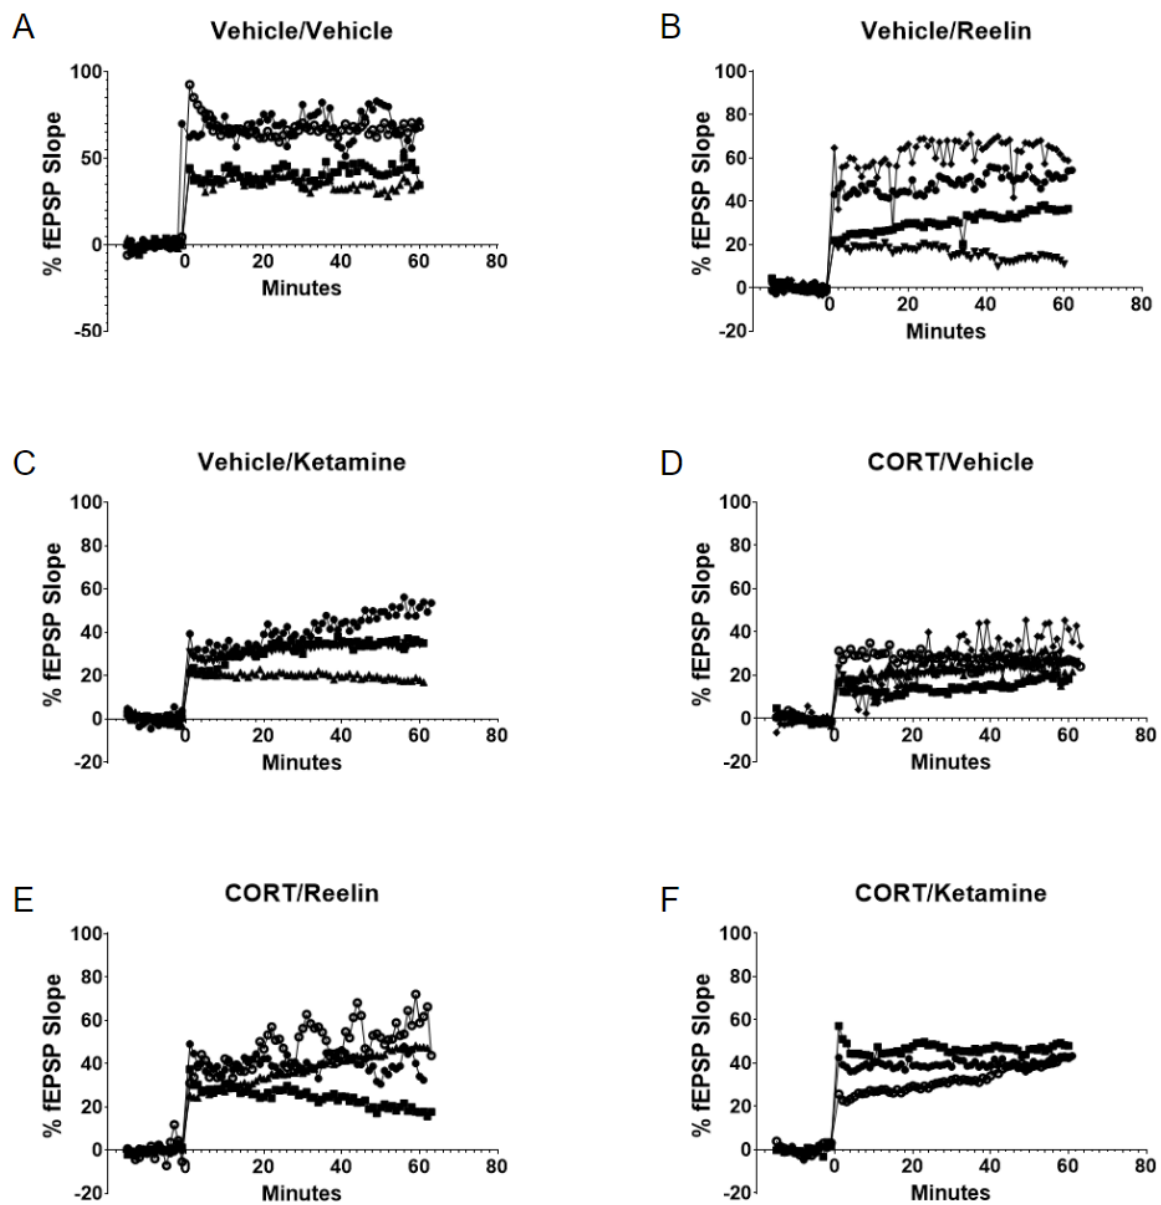 A
Vehicle/Vehicle
% fEPSP Slope
100
50
0
-50
0 20 40 60 80
Minutes
B
Vehicle/Reelin
% fEPSP Slope
100
80
60
40
20
0
-20
0 20 40 60 80
Minutes
C
Vehicle/Ketamine
% fEPSP Slope
100
80
60
40
20
0
-20
0 20 40 60 80
Minutes
D
CORT/Vehicle
% fEPSP Slope
100
80
60
40
20
0
-20
0 20 40 60 80
Minutes
E
CORT/Reelin
% fEPSP Slope
100
80
60
40
20
0
-20
0 20 40 60 80
Minutes
F
CORT/Ketamine
% fEPSP Slope
100
80
60
40
20
0
-20
0 20 40 60 80
Minutes